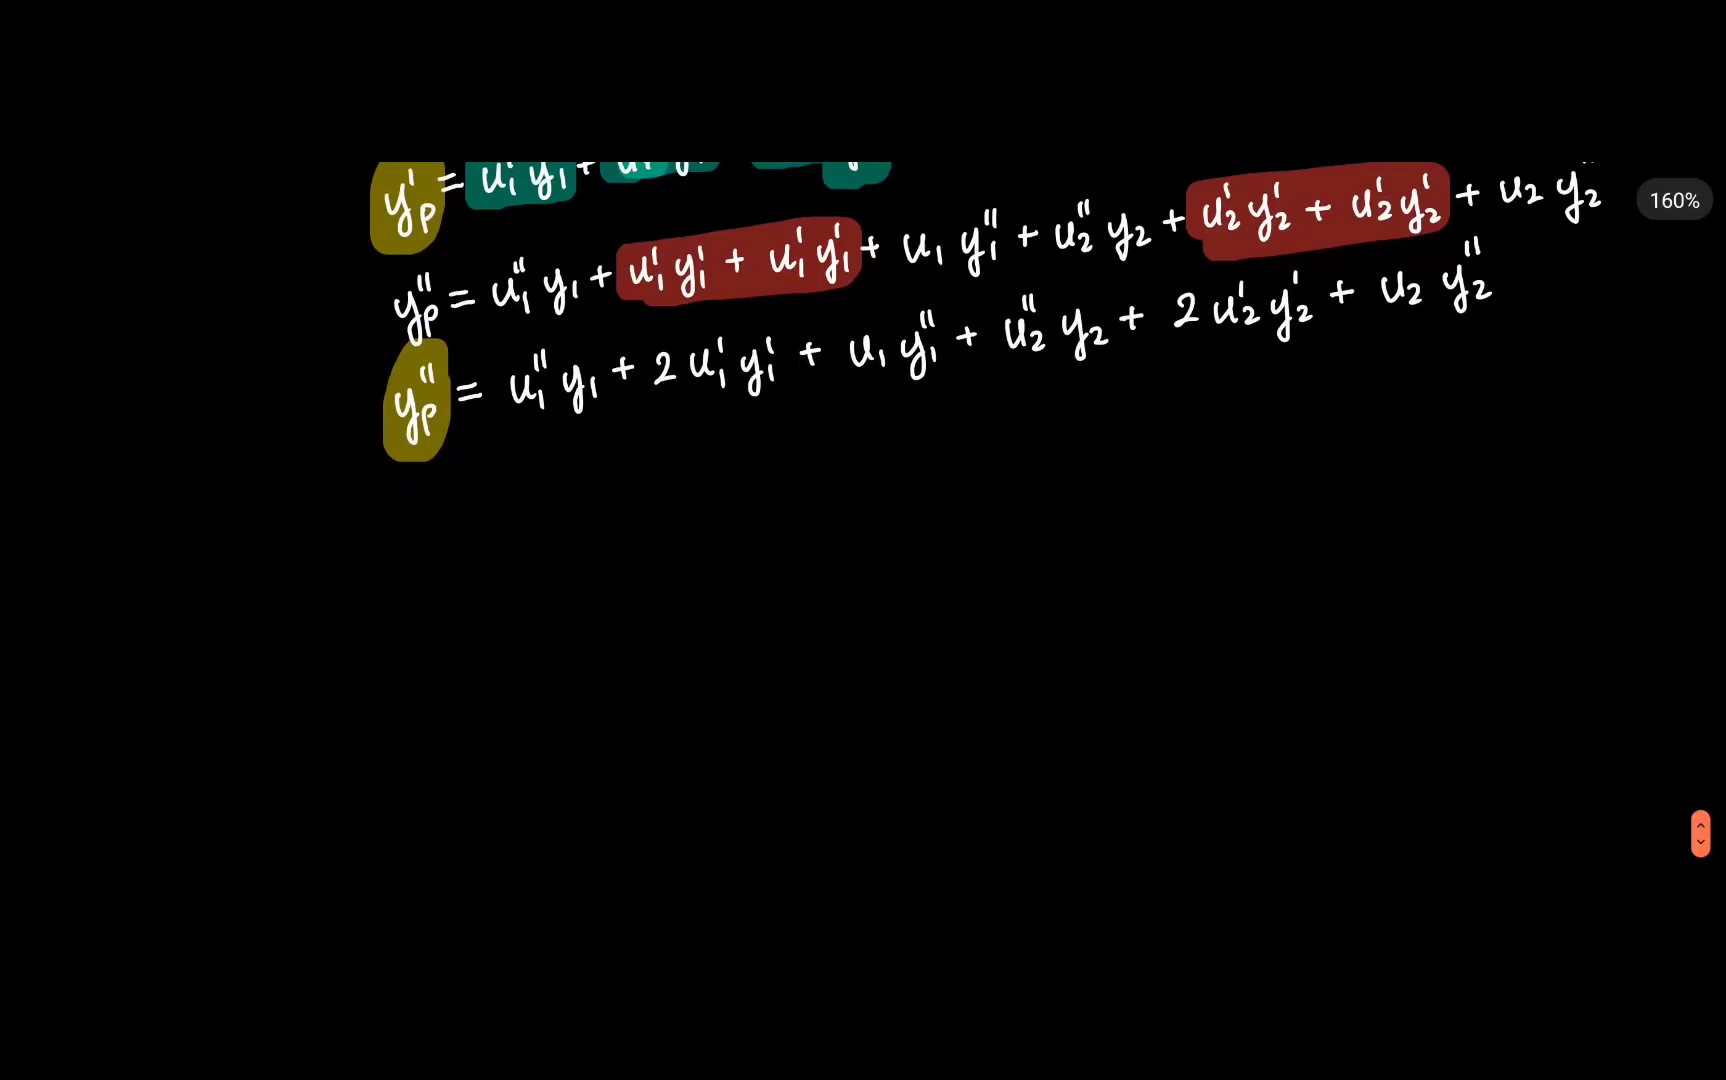 y'p = u'1 y1 +
y''p = u''1 y1 + u'1 y'1 + u'1 y'1 + u1 y''1 + u''2 y2 + u'2 y'2 + u'2 y'2 + u2 y''2
y''p = u''1 y1 + 2 u'1 y'1 + u1 y''1 + u''2 y2 + 2 u'2 y'2 + u2 y''2
160%